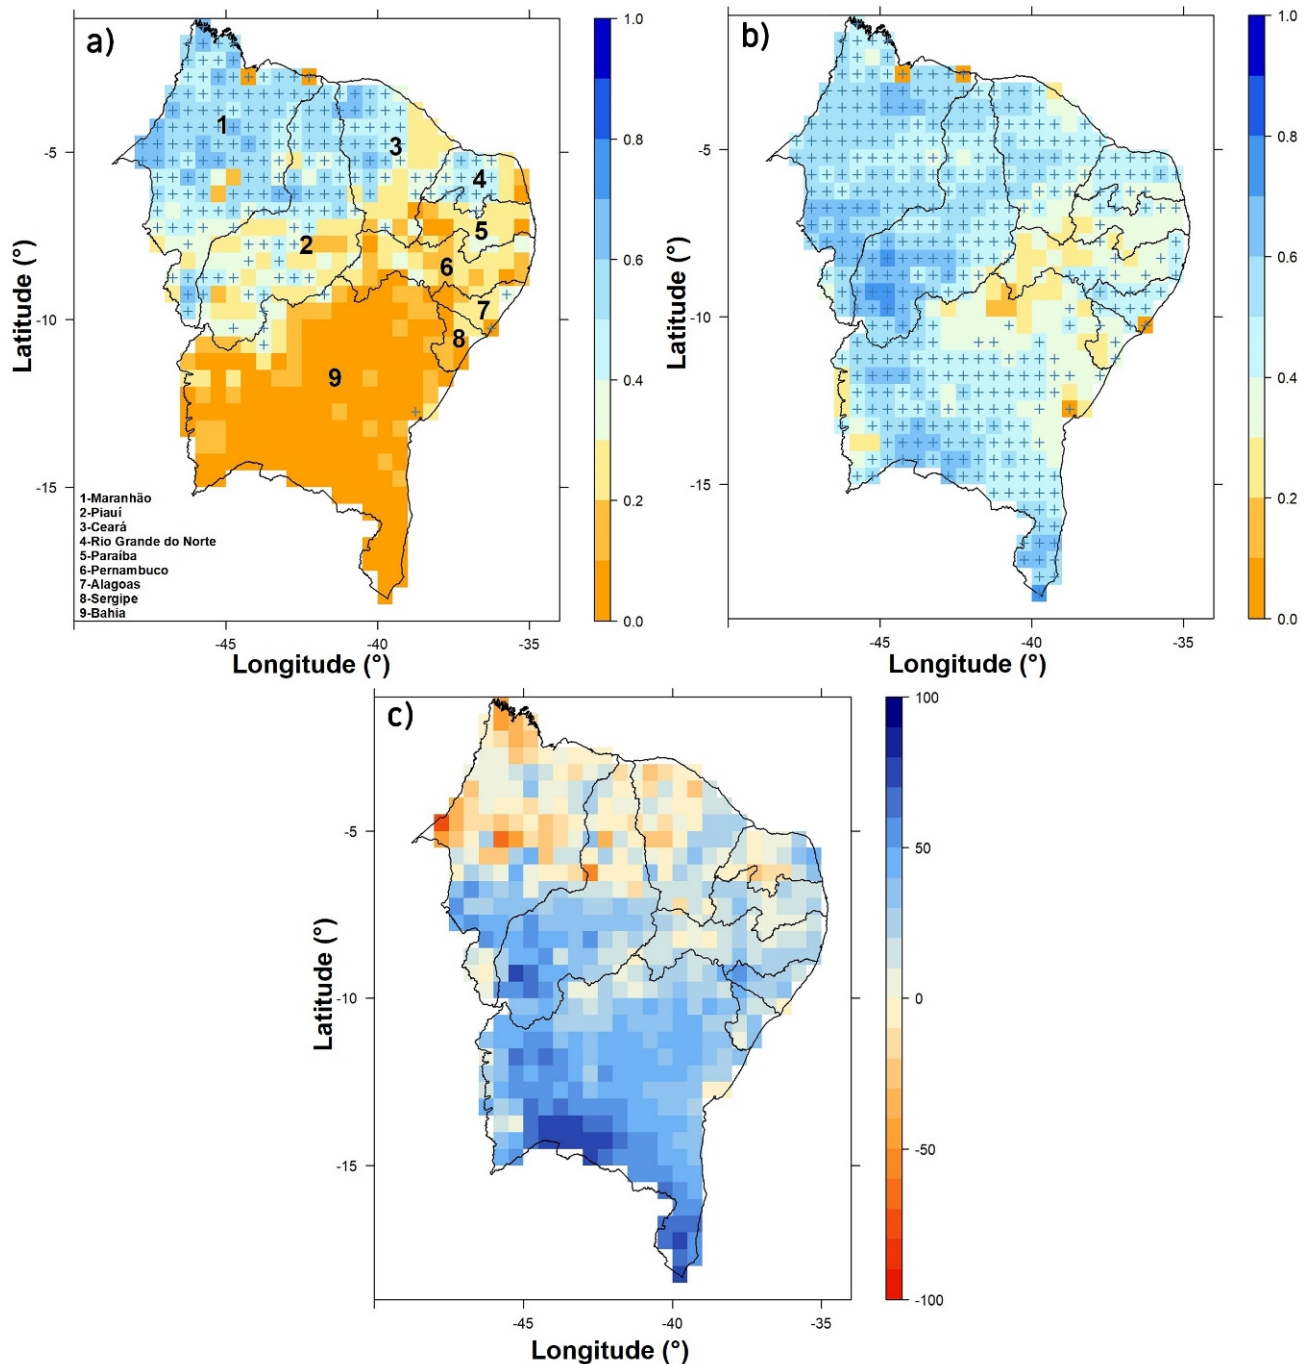 a)
1
2
3
4
5
6
7
8
9
1-Maranhão
2-Piauí
3-Ceará
4-Rio Grande do Norte
5-Paraíba
6-Pernambuco
7-Alagoas
8-Sergipe
9-Bahia
Latitude (°)
-5
-10
-15
-45
-40
-35
Longitude (°)
1.0
0.8
0.6
0.4
0.2
0.0
b)
Latitude (°)
-5
-10
-15
-45
-40
-35
Longitude (°)
1.0
0.8
0.6
0.4
0.2
0.0
c)
Latitude (°)
-5
-10
-15
-45
-40
-35
Longitude (°)
100
50
0
-50
-100